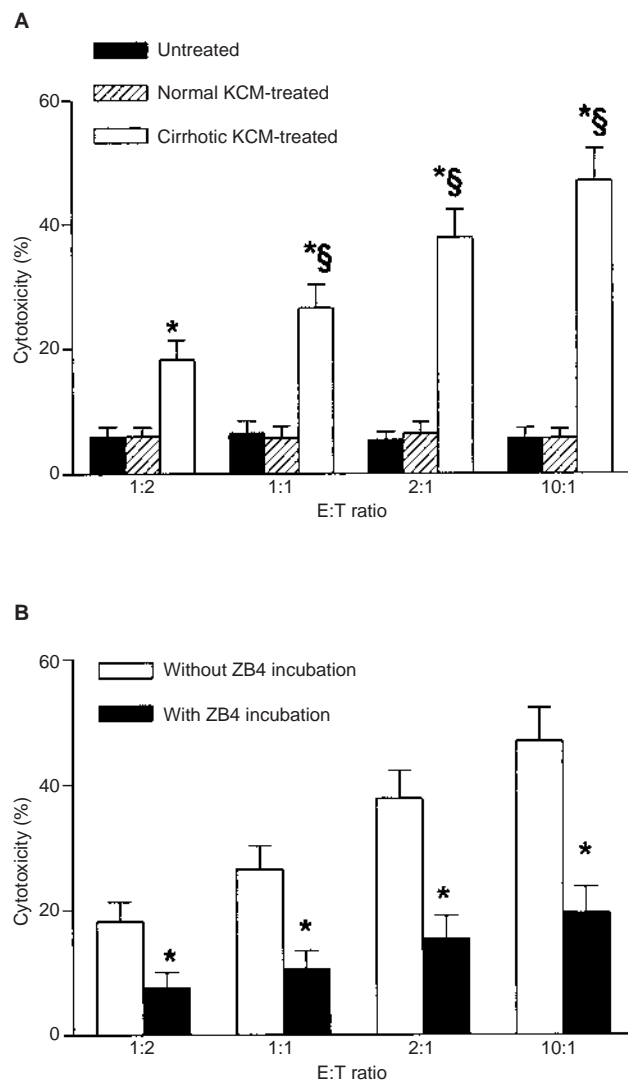 A
Untreated
Normal KCM-treated
Cirrhotic KCM-treated
Cytotoxicity (%)
60
40
20
0
*
*§
*§
*§
1:2 1:1 2:1 10:1
E:T ratio
B
Without ZB4 incubation
With ZB4 incubation
Cytotoxicity (%)
60
40
20
0
*
*
*
*
1:2 1:1 2:1 10:1
E:T ratio